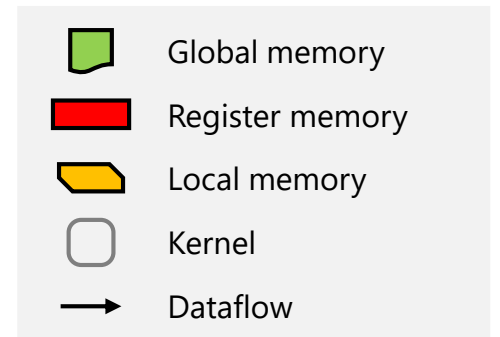 Global memory
Register memory
Local memory
Kernel
Dataflow